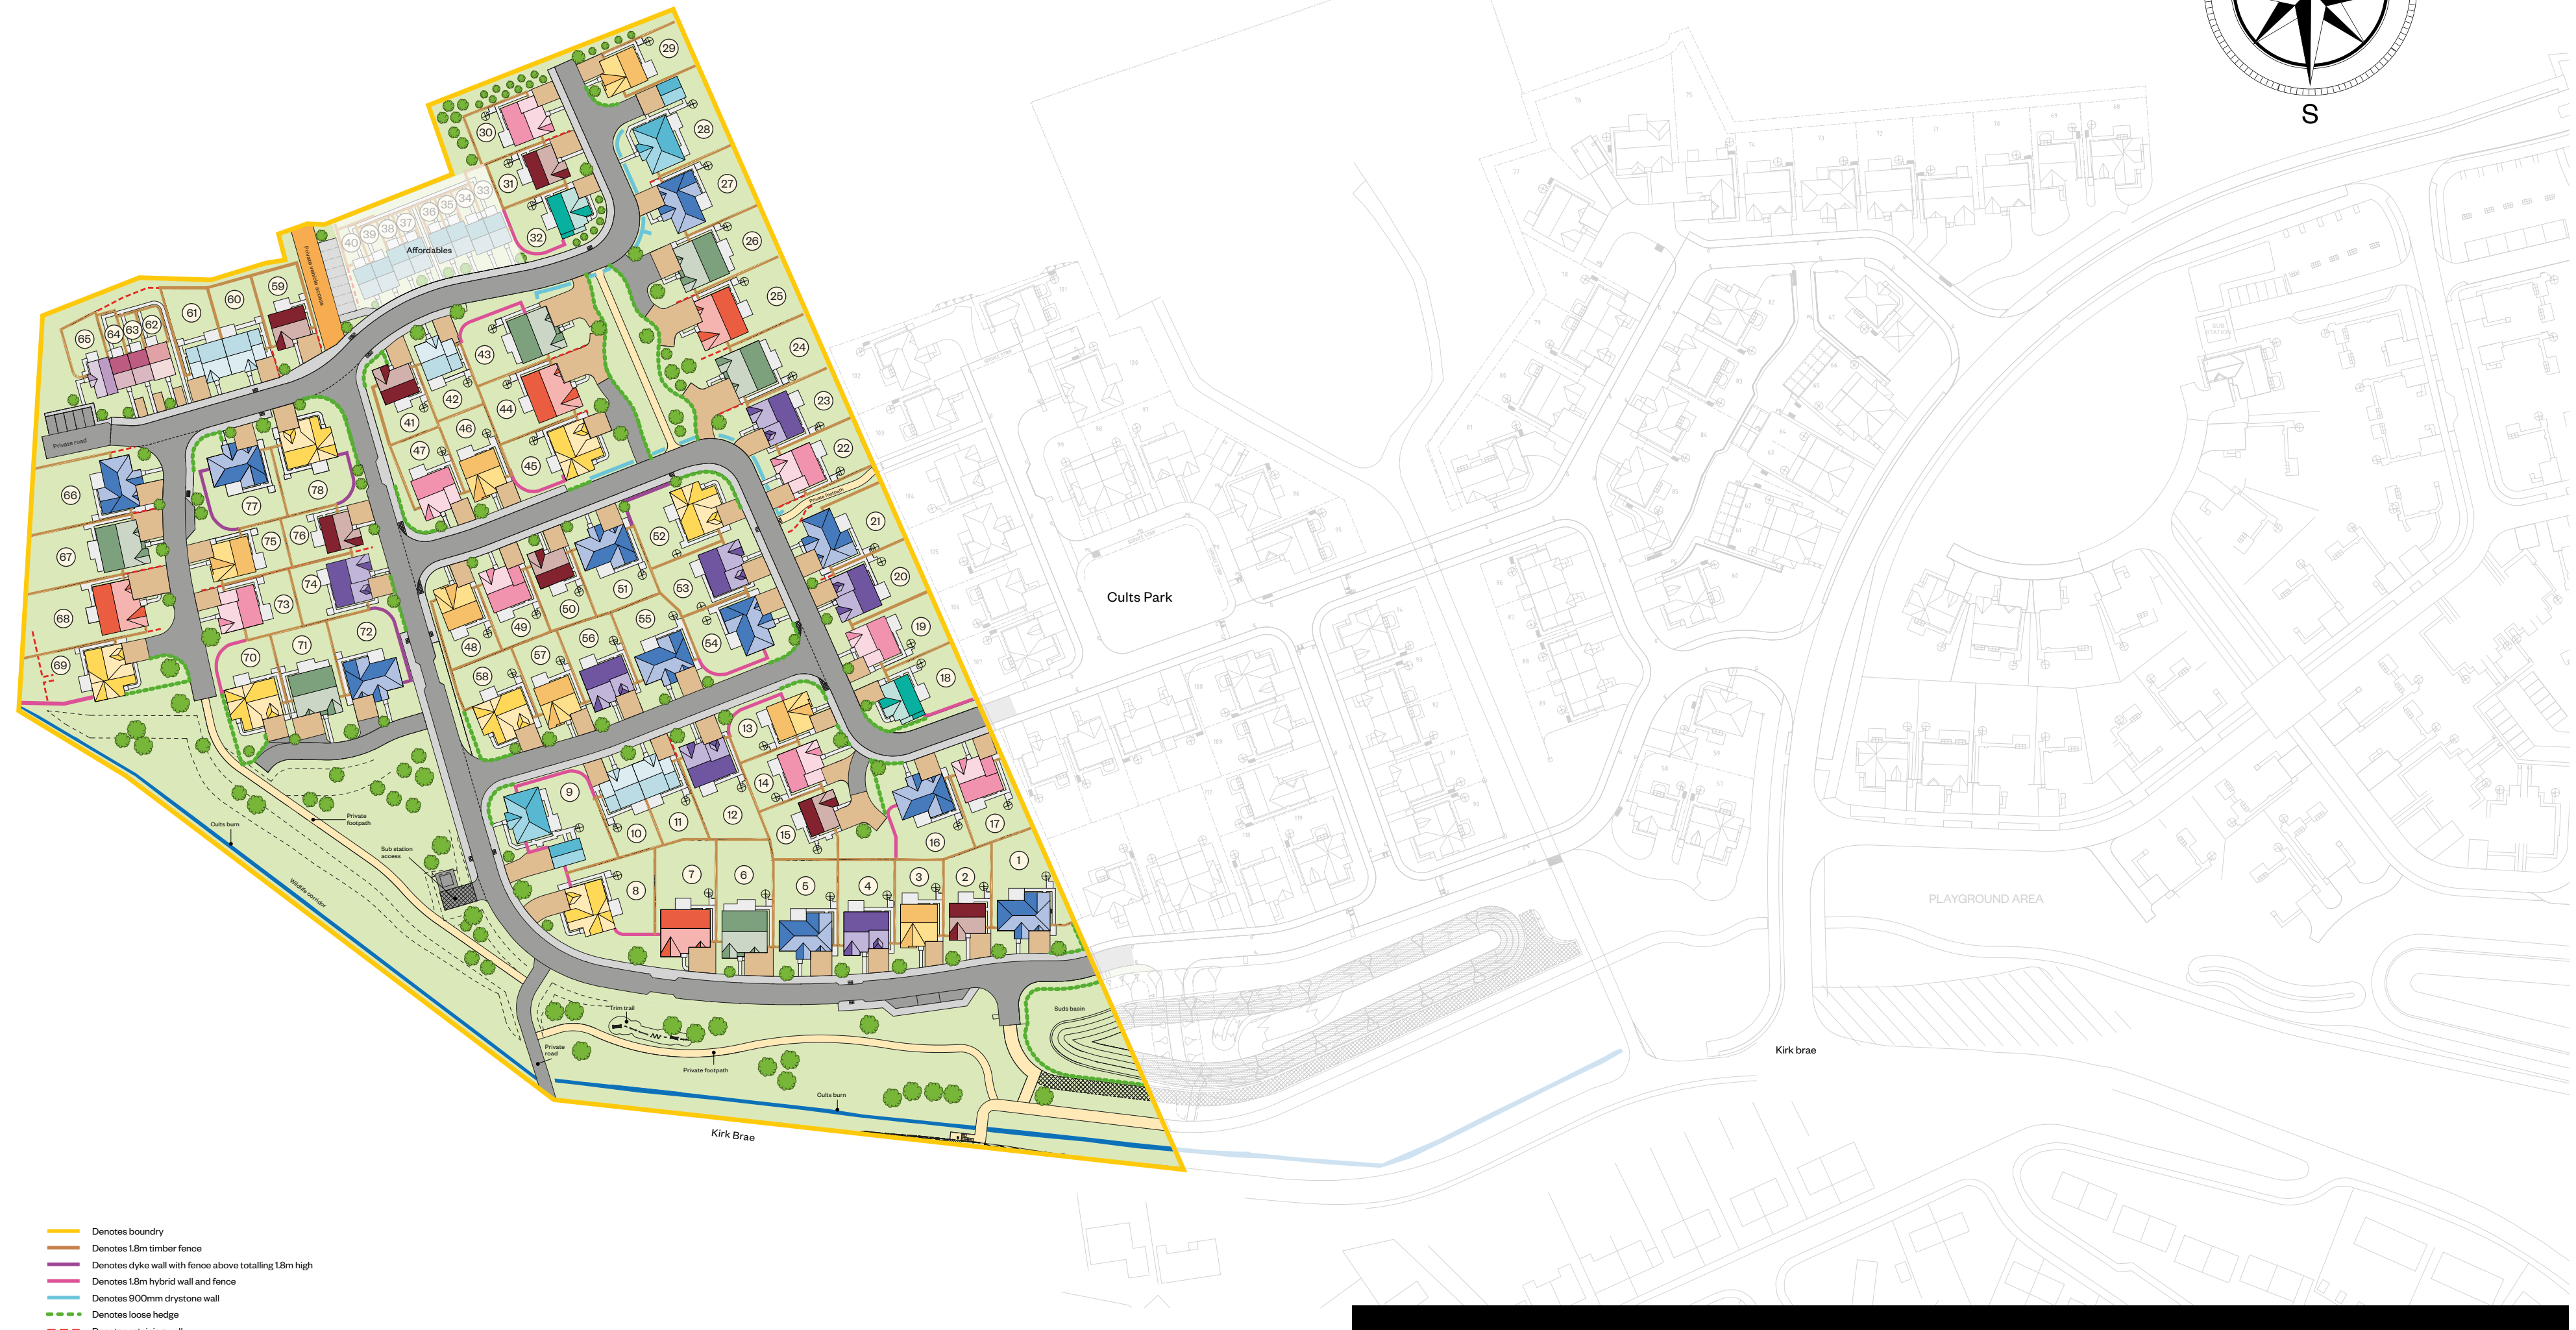 S
29
28
30
27
31
33
34
35
36
37
38
39
40
32
26
Affordables
Private vehicle access
59
60
61
25
65
64
63
62
43
24
42
44
23
41
46
Private road
47
45
22
78
66
77
Private footpath
21
52
75
76
67
20
74
53
51
73
50
68
19
49
55
72
54
56
48
71
57
70
69
58
18
13
14
9
12
11
10
15
17
16
1
7
6
3
2
5
4
8
Cults burn
Private
footpath
Sub station
access
Wildlife corridor
Trim trail
Suds basin
Private
road
Private footpath
Cults burn
Kirk Brae
Cults Park
SUB
STATION
PLAYGROUND AREA
Kirk brae
Denotes boundry
Denotes 1.8m timber fence
Denotes dyke wall with fence above totalling 1.8m high
Denotes 1.8m hybrid wall and fence
Denotes 900mm drystone wall
Denotes loose hedge